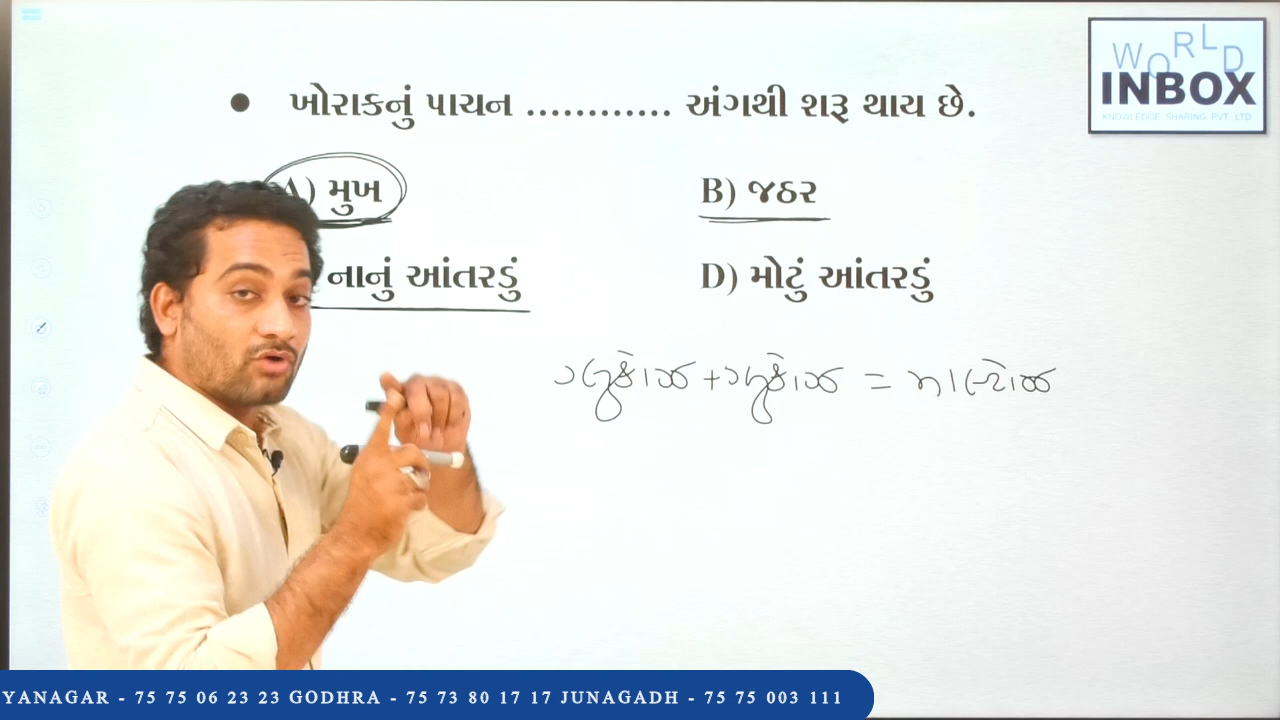 WORLD
INBOX
KNOWLEDGE SHARING PVT. LTD
● ખોરાકનું પાચન ............ અંગથી શરૂ થાય છે.
A) મુખ
B) જઠર
નાનું આંતરડું
D) મોટું આંતરડું
ગ્લુકોઝ + ગ્લુકોઝ = માલ્ટોઝ
YANAGAR - 75 75 06 23 23 GODHRA - 75 73 80 17 17 JUNAGADH - 75 75 003 111